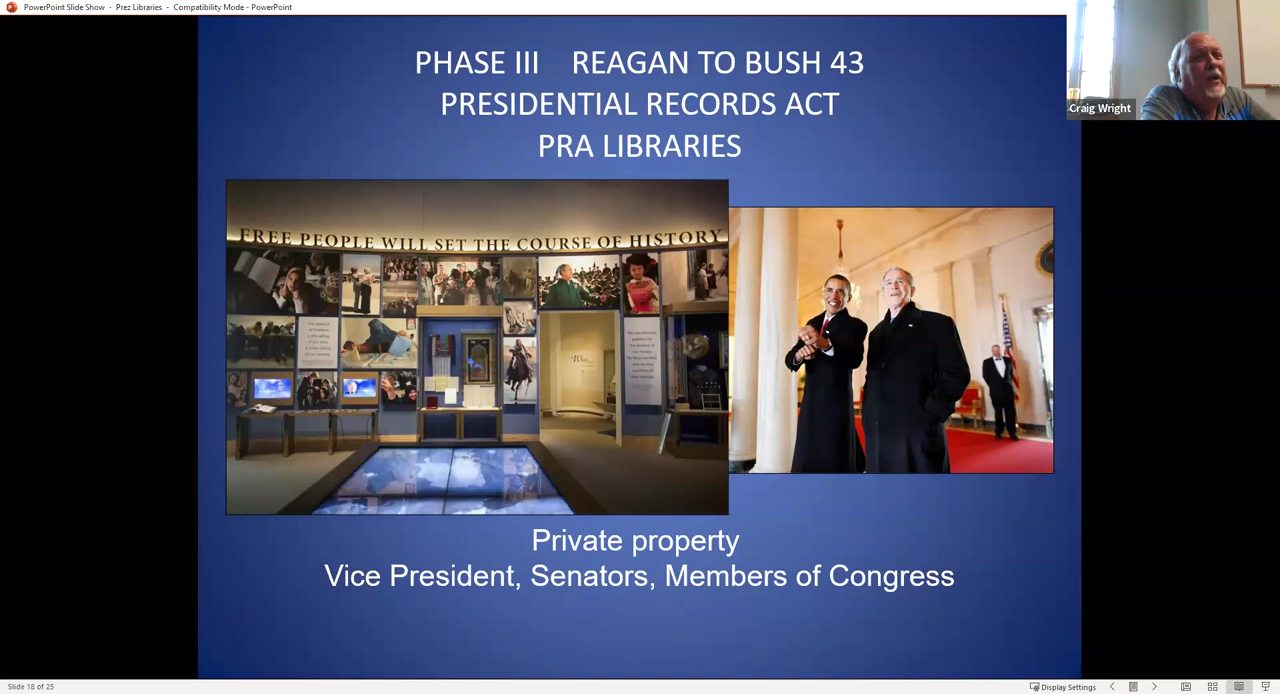 PowerPoint Slide Show - Prez Libraries - Compatibility Mode - PowerPoint
Craig Wright
PHASE III REAGAN TO BUSH 43
PRESIDENTIAL RECORDS ACT
PRA LIBRARIES
FREE PEOPLE WILL SET THE COURSE OF HISTORY
Private property
Vice President, Senators, Members of Congress
Slide 18 of 25
Display Settings